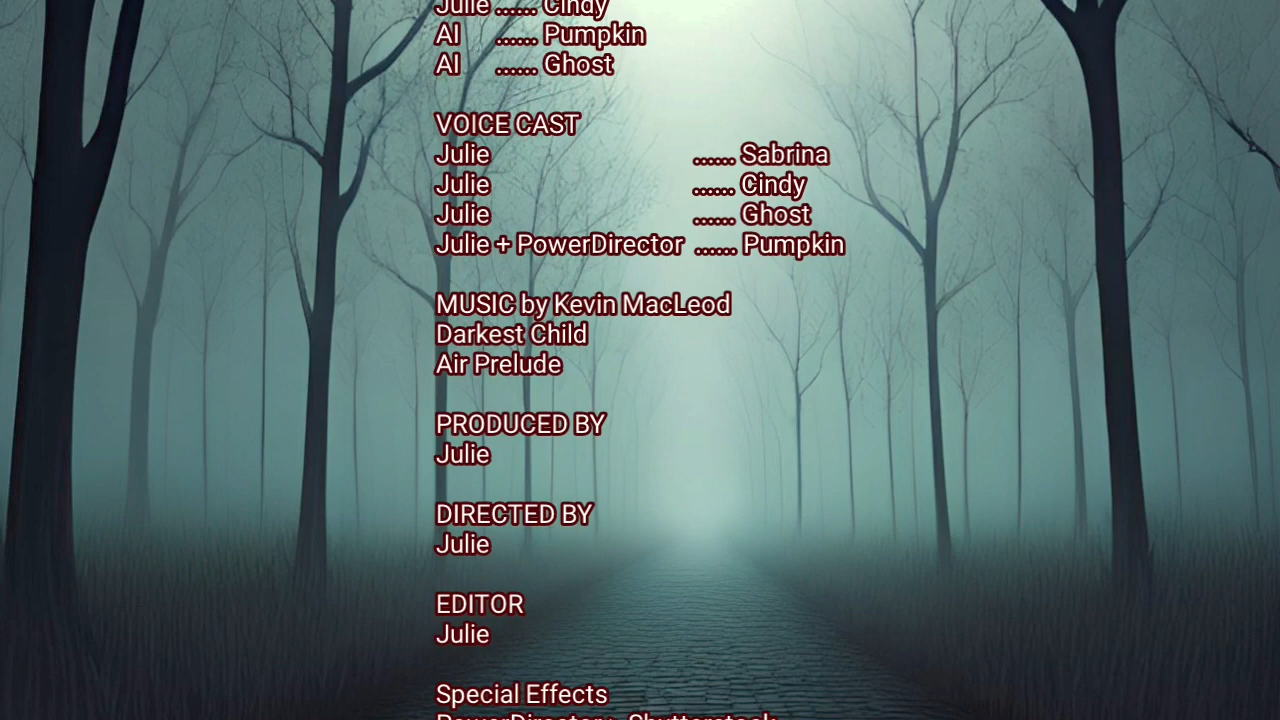 Julie ...... Cindy
AI ...... Pumpkin
AI ...... Ghost
VOICE CAST
Julie ...... Sabrina
Julie ...... Cindy
Julie ...... Ghost
Julie + PowerDirector ...... Pumpkin
MUSIC by Kevin MacLeod
Darkest Child
Air Prelude
PRODUCED BY
Julie
DIRECTED BY
Julie
EDITOR
Julie
Special Effects